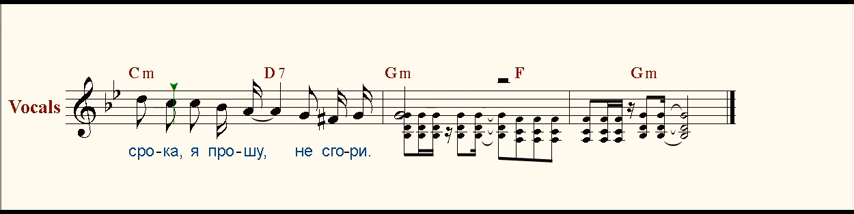 Cm D7 Gm F Gm
Vocals
сро-ка, я про-шу, не сго-ри.